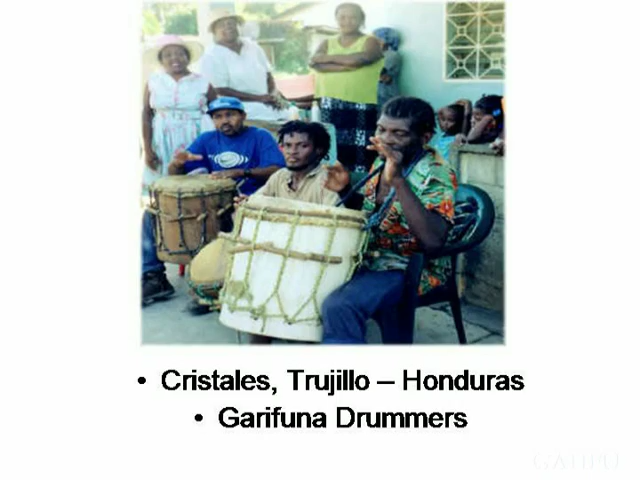 • Cristales, Trujillo – Honduras
• Garifuna Drummers